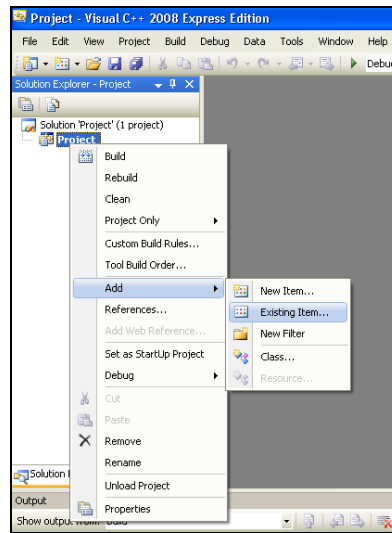 Project - Visual C++ 2008 Express Edition
File Edit View Project Build Debug Data Tools Window Help
Debu
Solution Explorer - Project
Solution 'Project' (1 project)
Project
Build
Rebuild
Clean
Project Only
Custom Build Rules...
Tool Build Order...
Add
New Item...
References...
Existing Item...
Add Web Reference...
New Filter
Set as StartUp Project
Class...
Debug
Resource...
Cut
Paste
Remove
Rename
Solution
Unload Project
Output
Properties
Show output from: Build